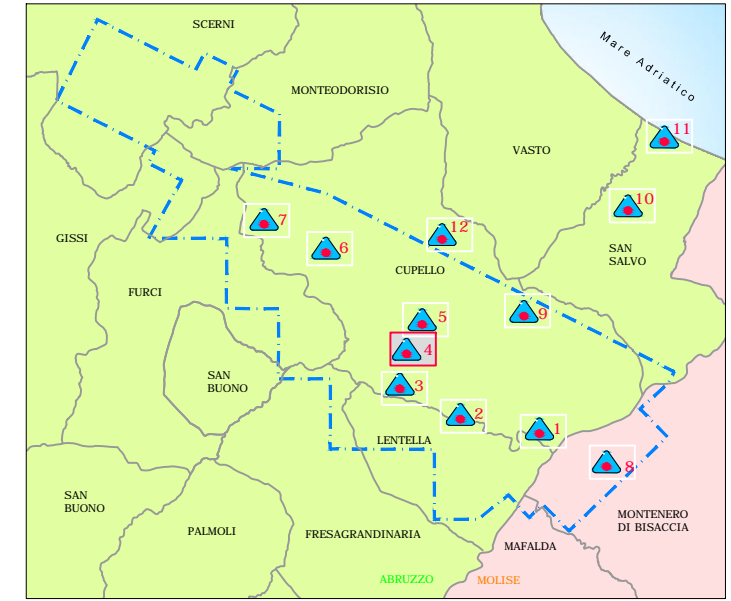 SCERNI
Mare Adriatico
MONTEODORISIO
11
VASTO
10
7
12
GISSI
6
SAN
SALVO
CUPELLO
FURCI
9
5
4
SAN
BUONO
3
2
1
LENTELLA
8
SAN
BUONO
MONTENERO
DI BISACCIA
PALMOLI
FRESAGRANDINARIA
MAFALDA
ABRUZZO
MOLISE